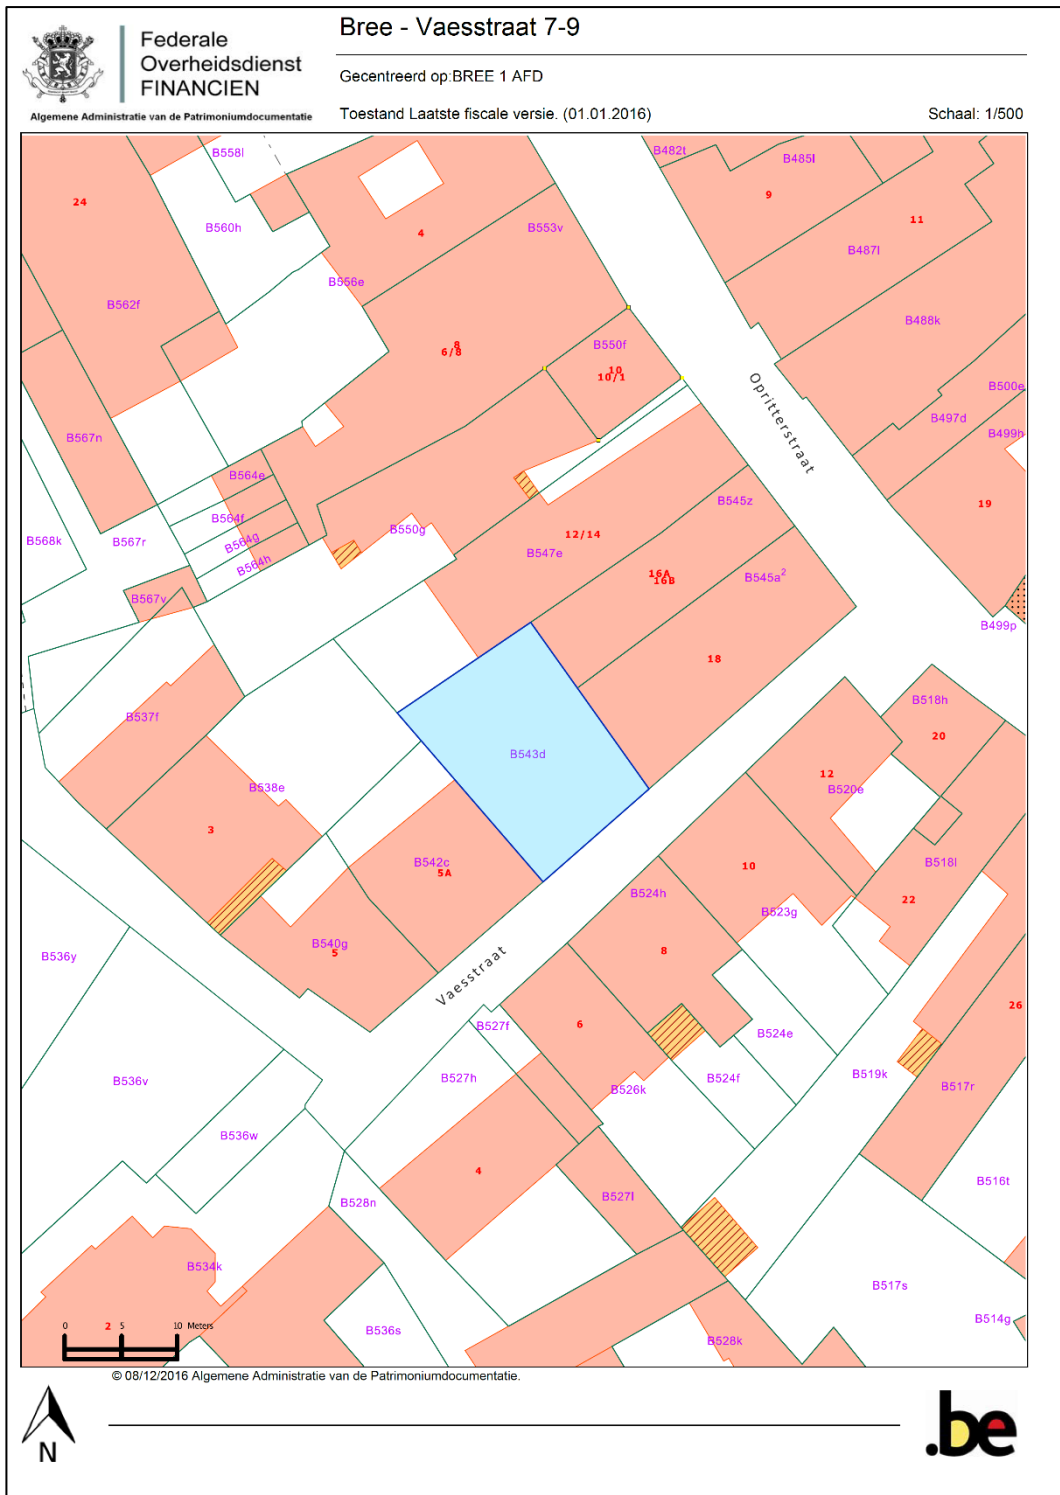 Bree - Vaesstraat 7-9
Federale
Overheidsdienst
FINANCIEN
Algemene Administratie van de Patrimoniumdocumentatie
Gecentreerd op:BREE 1 AFD
Toestand Laatste fiscale versie. (01.01.2016)
Schaal: 1/500
B558l
B482t
B485l
24
9
11
B560h
4
B553v
B487l
B556e
B562f
B488k
8
6/8
B550f
10
10/1
Opritterstraat
B500e
B497d
B499h
B567n
B564e
B545z
19
B564f
B550g
12/14
B568k
B567r
B564g
B547e
B564h
16A
16B
B545a²
B567v
B499p
18
B537f
B518h
20
B543d
12
B538e
B520e
3
B542c
5A
10
B518l
B524h
22
B523g
B540g
5
8
B536y
Vaesstraat
26
6
B527f
B524e
B536v
B527h
B524f
B519k
B526k
B517r
B536w
4
B516t
B528n
B527l
B534k
B517s
0 2 5 10 Meters
B536s
B514g
B528k
© 08/12/2016 Algemene Administratie van de Patrimoniumdocumentatie.
N
.be